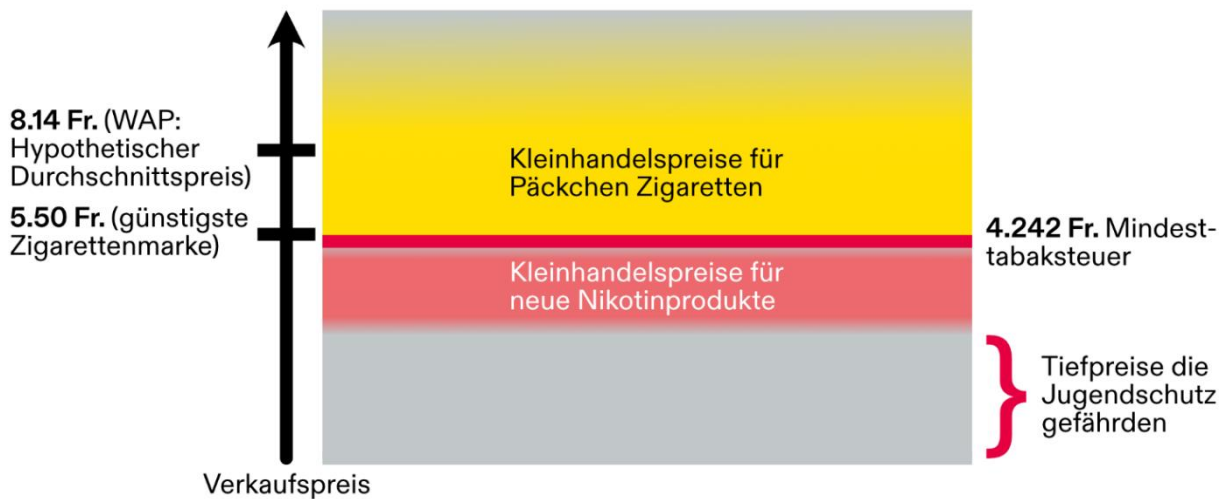 8.14 Fr. (WAP:
Hypothetischer
Durchschnittspreis)
5.50 Fr. (günstigste
Zigarettenmarke)
Kleinhandelspreise für
Päckchen Zigaretten
Kleinhandelspreise für
neue Nikotinprodukte
4.242 Fr. Mindest-
tabaksteuer
Tiefpreise die
Jugendschutz
gefährden
Verkaufspreis